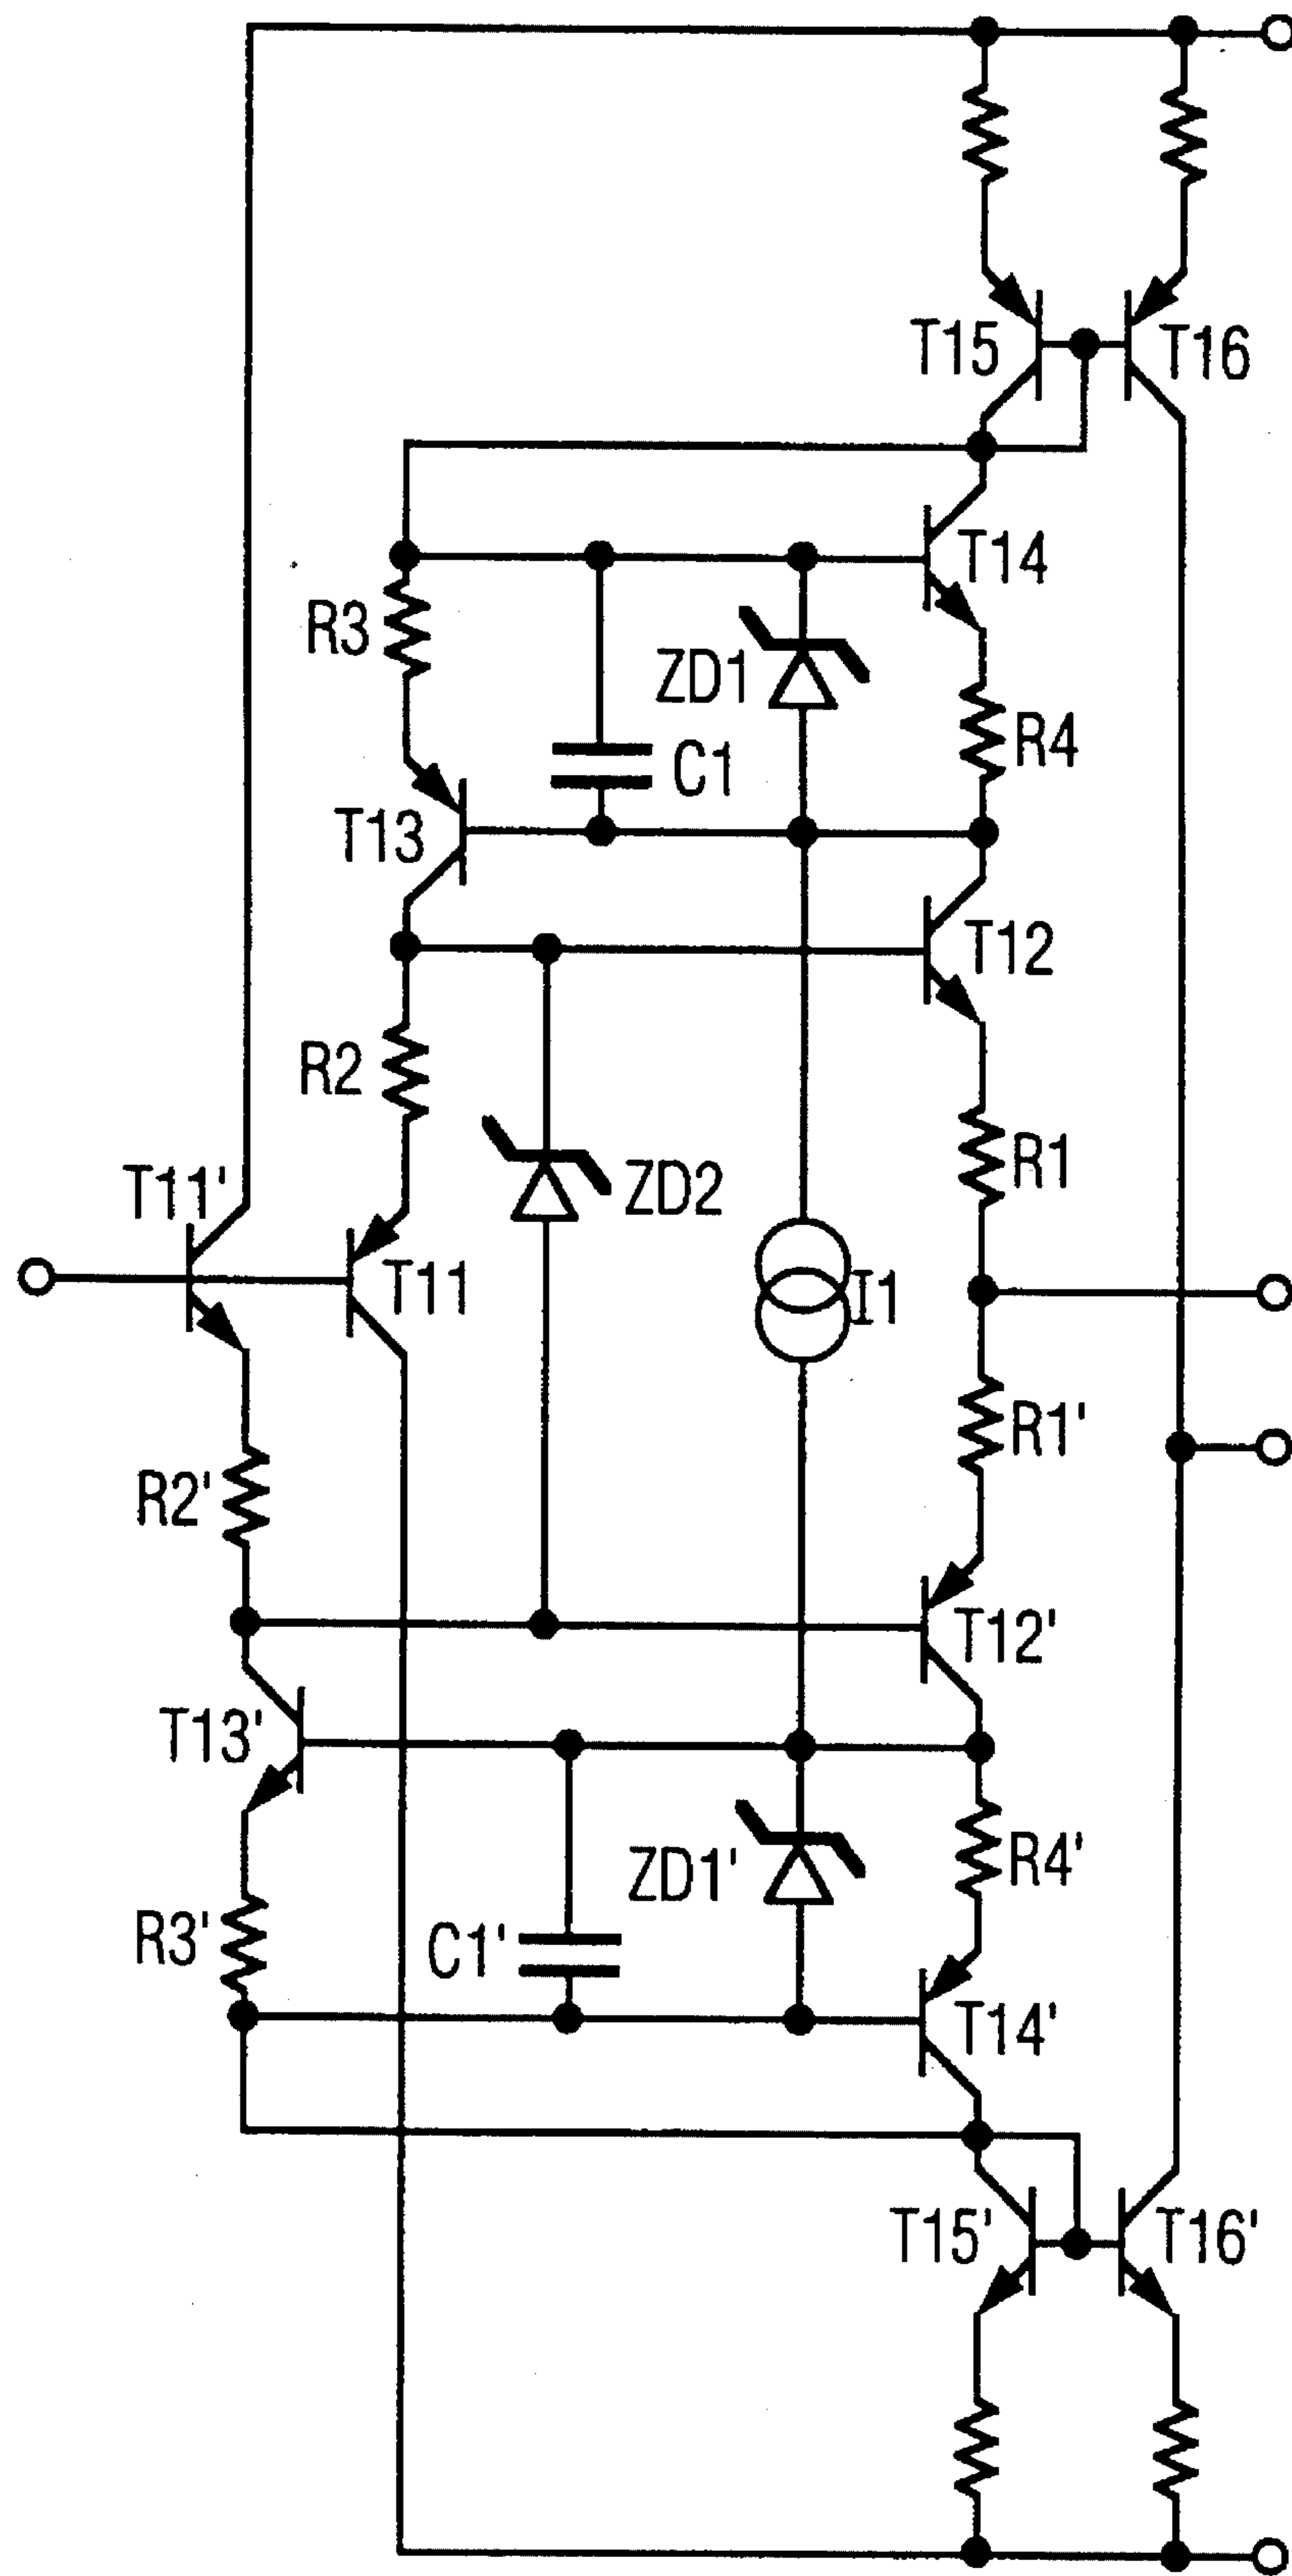 T15
T16
T14
R3
ZD1
R4
C1
T13
T12
R2
R1
T11'
ZD2
T11
I1
R1'
R2'
T12'
T13'
R4'
ZD1'
R3'
C1'
T14'
T15'
T16'